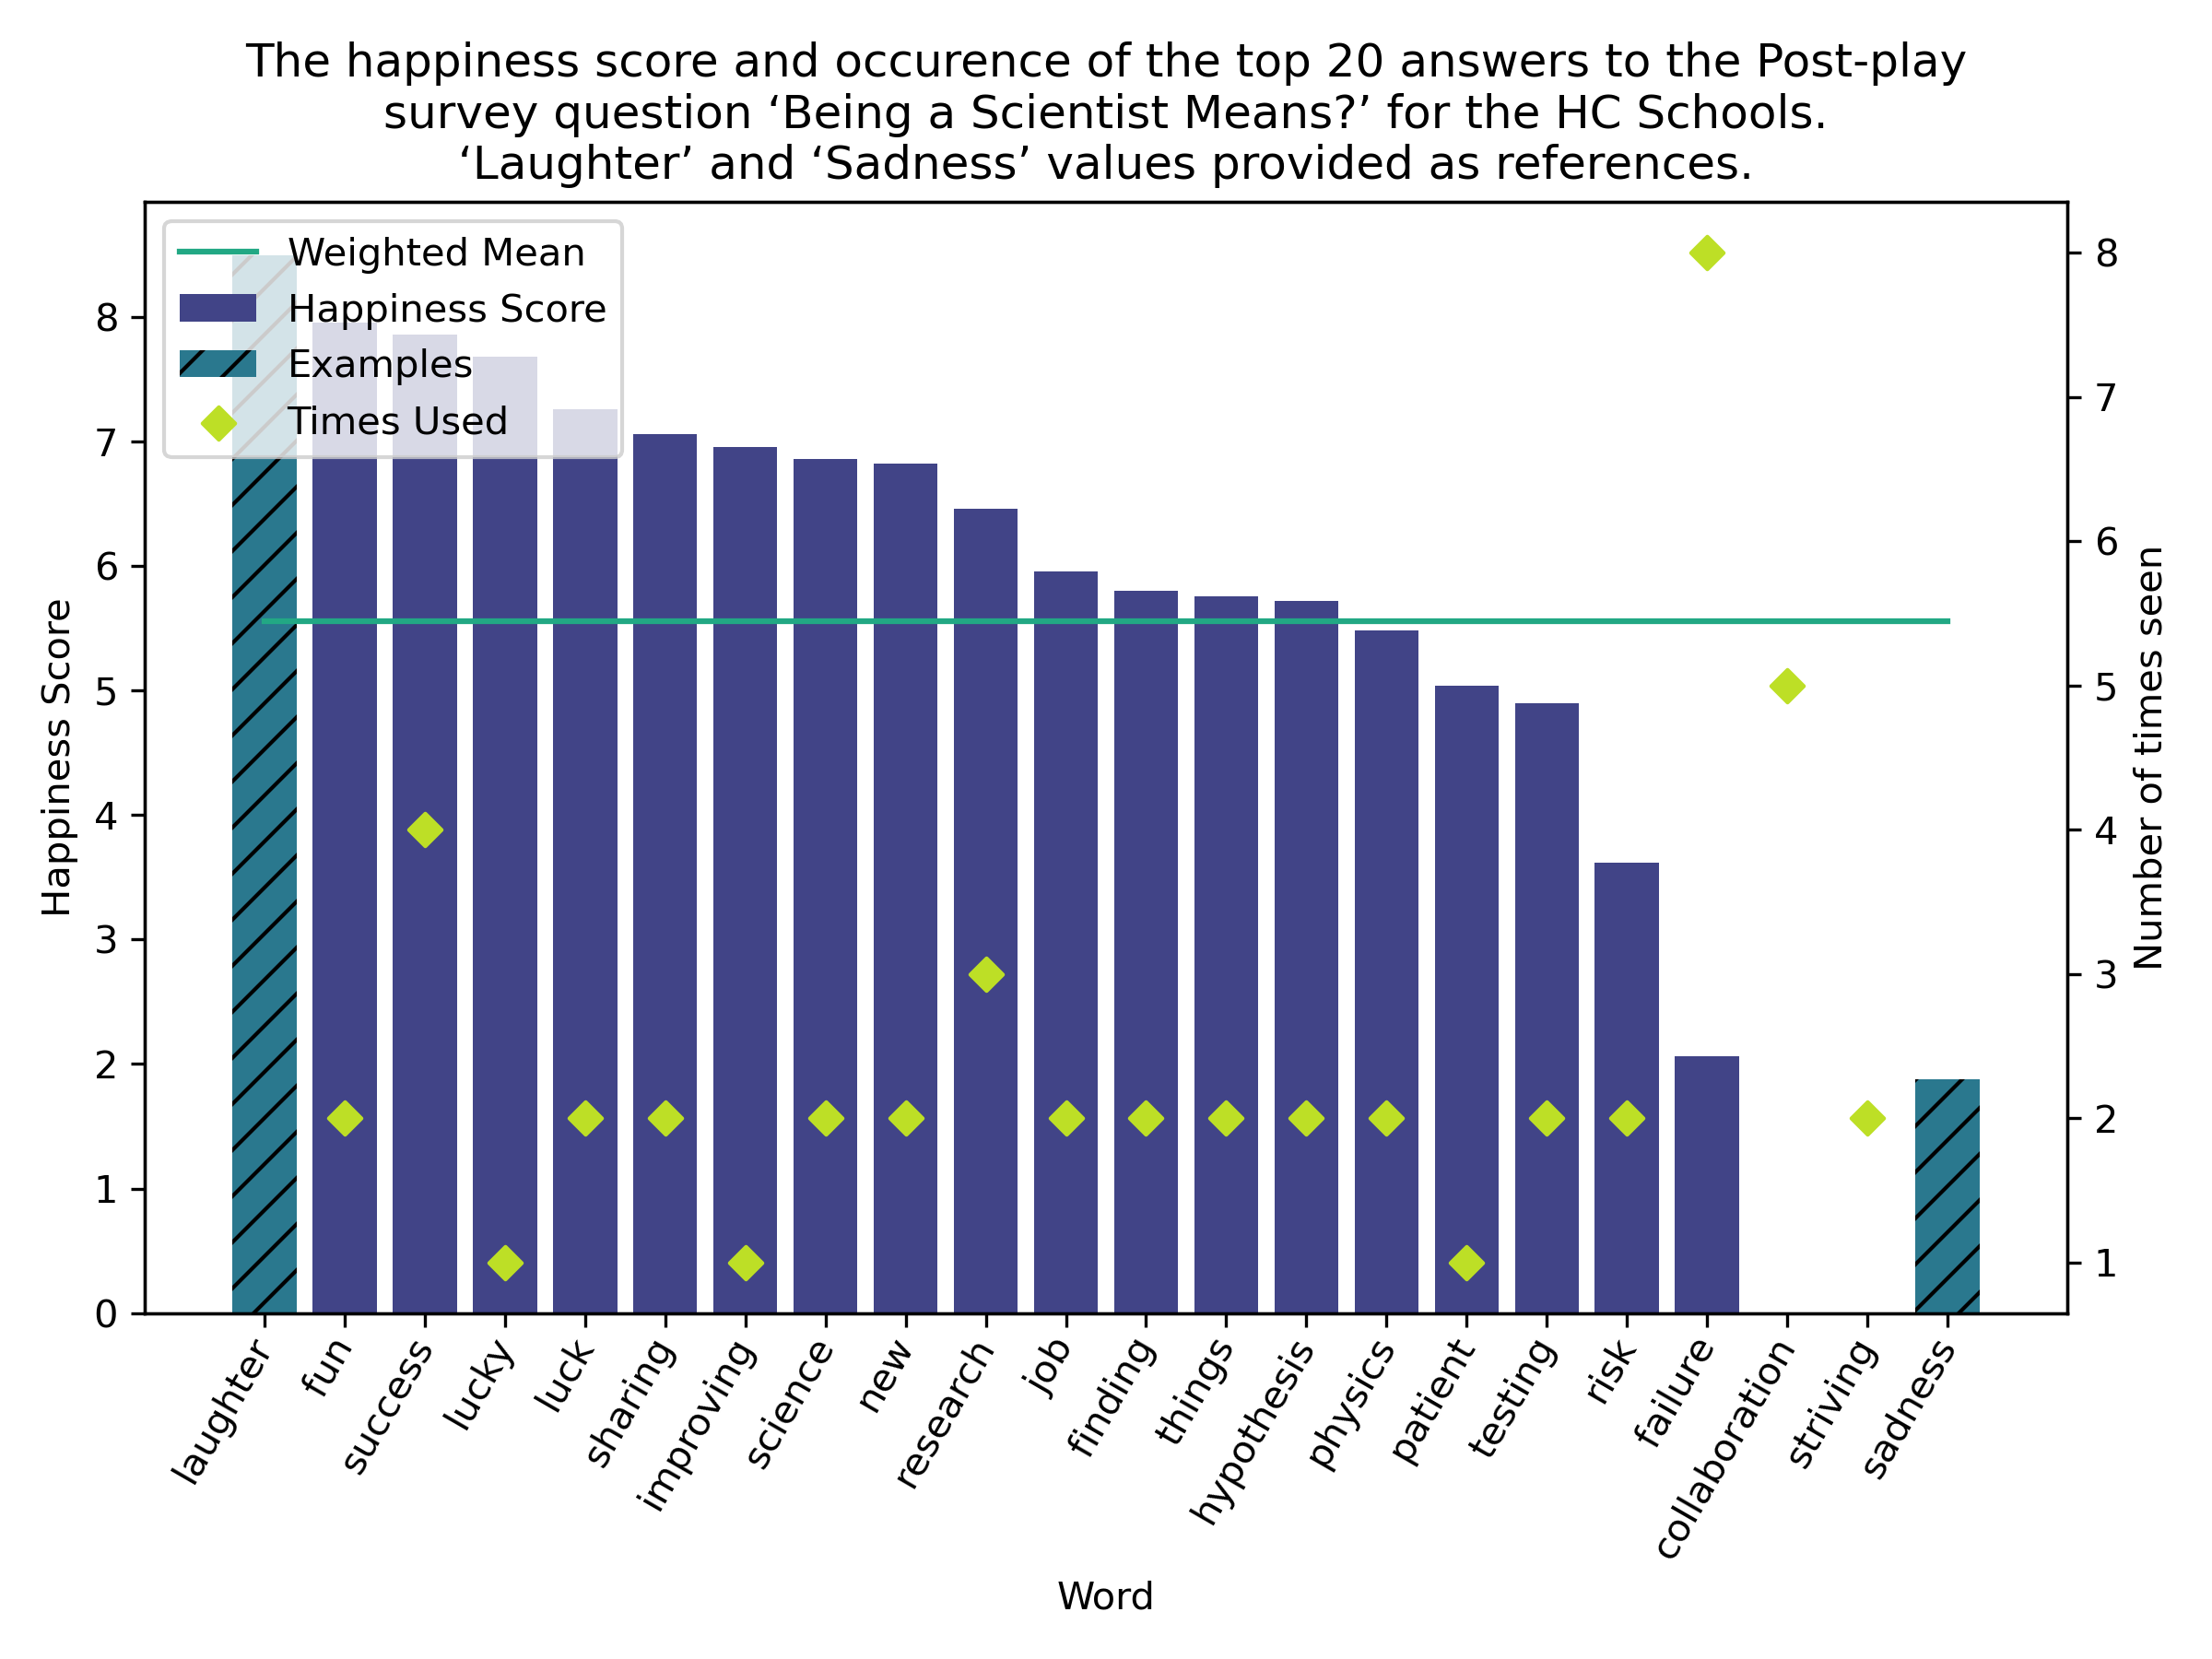 The happiness score and occurence of the top 20 answers to the Post-play
survey question ‘Being a Scientist Means?’ for the HC Schools.
‘Laughter’ and ‘Sadness’ values provided as references.
Weighted Mean
Happiness Score
Examples
Times Used
Happiness Score
8
7
6
5
4
3
2
1
0
Number of times seen
8
7
6
5
4
3
2
1
laughter
fun
success
lucky
luck
sharing
improving
science
new
research
job
finding
things
hypothesis
physics
patient
testing
risk
failure
collaboration
striving
sadness
Word